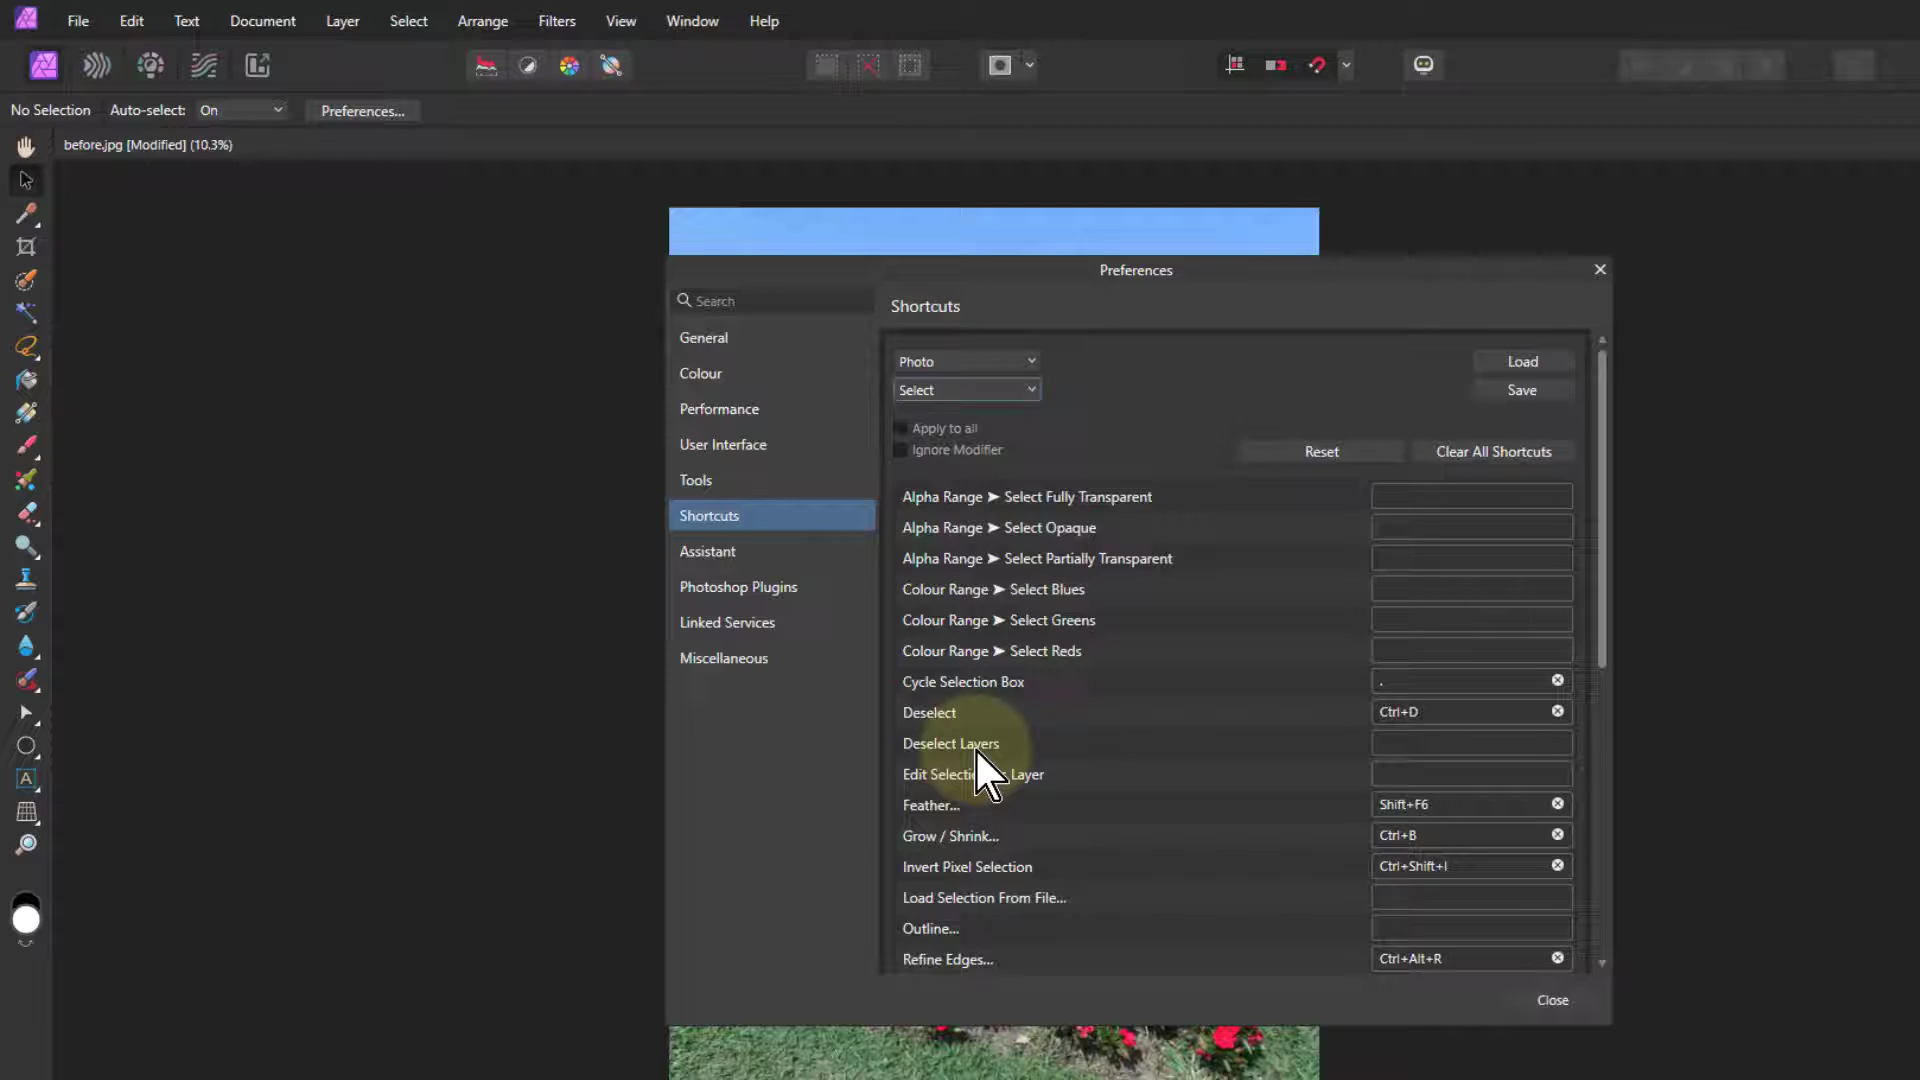 File Edit Text Document Layer Select Arrange Filters View Window Help
No Selection Auto-select: On Preferences...
before.jpg [Modified] (10.3%)
Preferences
Search
Shortcuts
General
Colour
Performance
User Interface
Tools
Shortcuts
Assistant
Photoshop Plugins
Linked Services
Miscellaneous
Photo Load
Select Save
Apply to all
Ignore Modifier
Reset Clear All Shortcuts
Alpha Range ➤ Select Fully Transparent
Alpha Range ➤ Select Opaque
Alpha Range ➤ Select Partially Transparent
Colour Range ➤ Select Blues
Colour Range ➤ Select Greens
Colour Range ➤ Select Reds
Cycle Selection Box .
Deselect Ctrl+D
Deselect Layers
Edit Layer
Feather... Shift+F6
Grow / Shrink... Ctrl+B
Invert Pixel Selection Ctrl+Shift+I
Load Selection From File...
Outline...
Refine Edges... Ctrl+Alt+R
Close